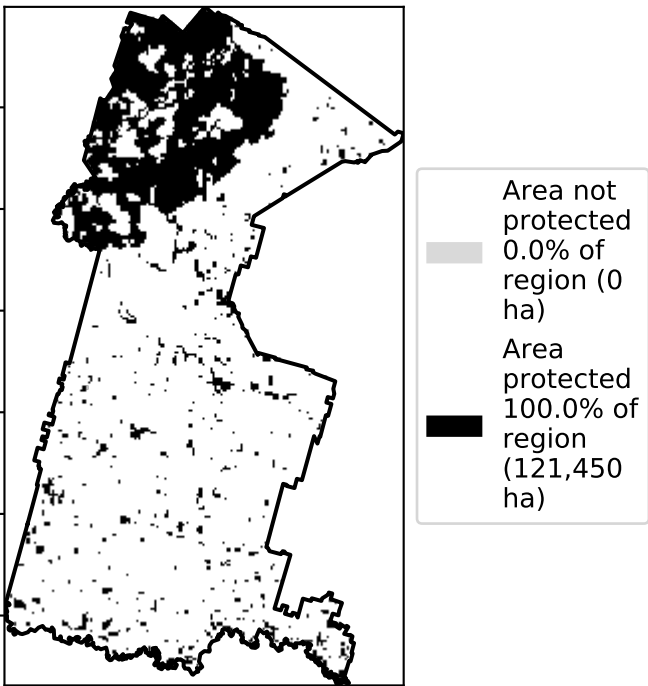 Area not
protected
0.0% of
region (0
ha)
Area
protected
100.0% of
region
(121,450
ha)